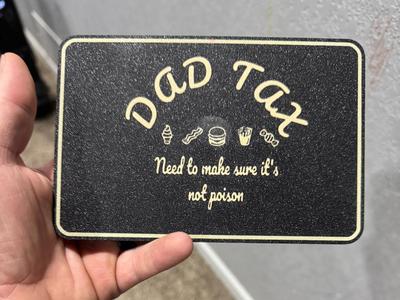 DAD TAX
Need to make sure it's
not poison